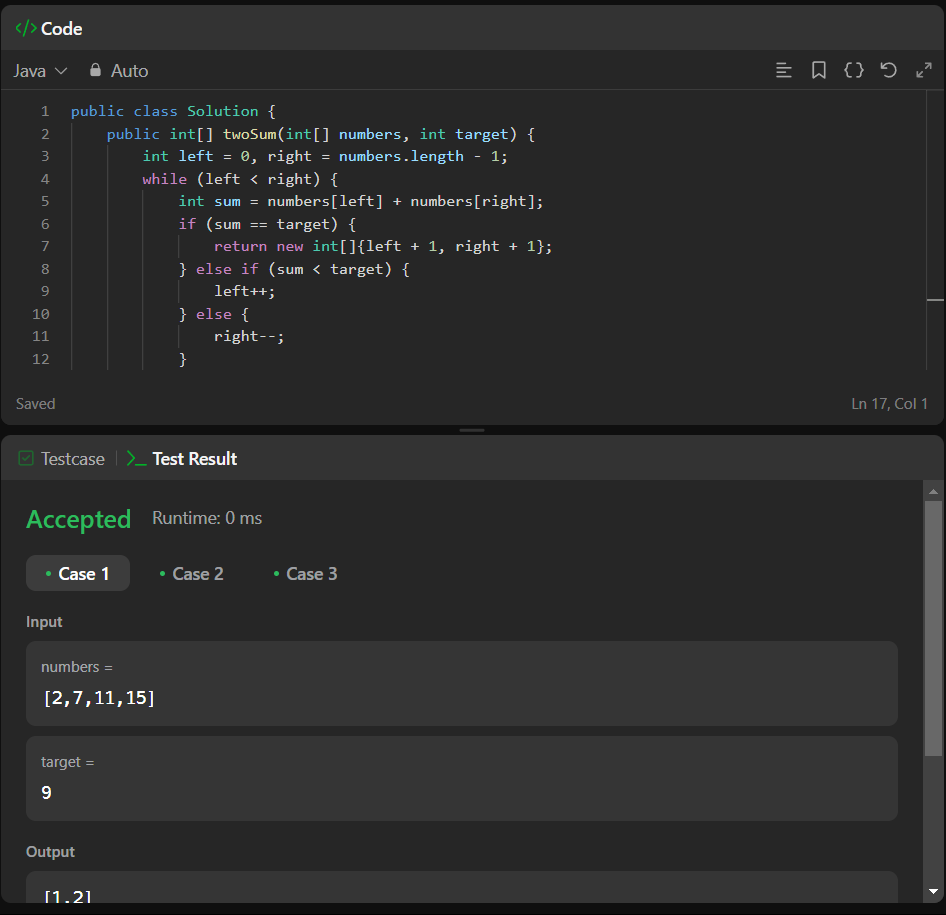 </> Code
Java Auto
1 public class Solution {
2     public int[] twoSum(int[] numbers, int target) {
3         int left = 0, right = numbers.length - 1;
4         while (left < right) {
5             int sum = numbers[left] + numbers[right];
6             if (sum == target) {
7                 return new int[]{left + 1, right + 1};
8             } else if (sum < target) {
9                 left++;
10             } else {
11                 right--;
12             }
Saved Ln 17, Col 1
Testcase | >_ Test Result
Accepted Runtime: 0 ms
• Case 1 • Case 2 • Case 3
Input
numbers =
[2,7,11,15]
target =
9
Output
[1,2]